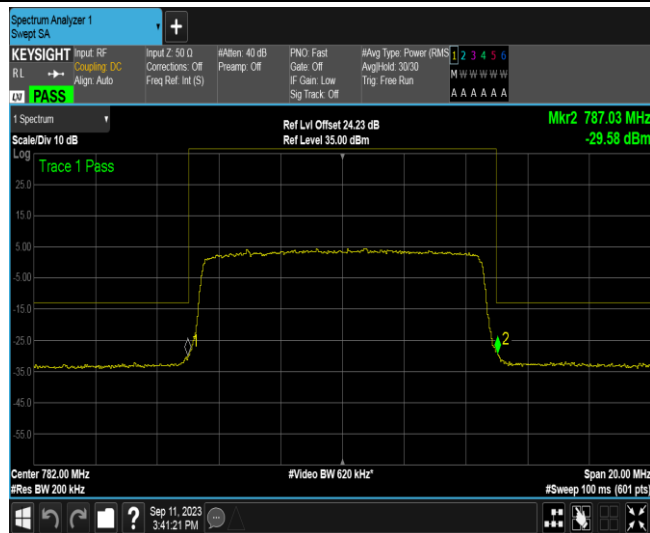 Spectrum Analyzer 1
Swept SA
+
KEYSIGHT
RL
PASS
Input: RF
Coupling: DC
Align: Auto
Input Z: 50 Ω
Corrections: Off
Freq Ref: Int (S)
#Atten: 40 dB
Preamp: Off
PNO: Fast
Gate: Off
IF Gain: Low
Sig Track: Off
#Avg Type: Power (RMS
Avg|Hold: 30/30
Trig: Free Run
1 2 3 4 5 6
M W W W W W
A A A A A A
1 Spectrum
Scale/Div 10 dB
Ref Lvl Offset 24.23 dB
Ref Level 35.00 dBm
Mkr2 787.03 MHz
-29.58 dBm
Log
Trace 1 Pass
25.0
15.0
5.00
-5.00
-15.0
-25.0
-35.0
-45.0
-55.0
1
2
Center 782.00 MHz
#Res BW 200 kHz
#Video BW 620 kHz*
Span 20.00 MHz
#Sweep 100 ms (601 pts)
?
Sep 11, 2023
3:41:21 PM